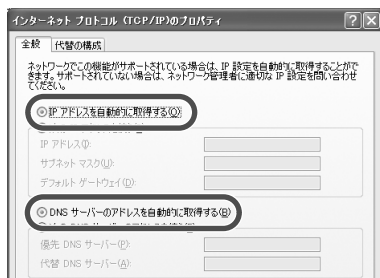 インターネット プロトコル (TCP/IP)のプロパティ
全般 代替の構成
ネットワークでこの機能がサポートされている場合は、IP 設定を自動的に取得することがで
きます。サポートされていない場合は、ネットワーク管理者に適切な IP 設定を問い合わせ
てください。
IP アドレスを自動的に取得する(O)
IP アドレス(I):
サブネット マスク(U):
デフォルト ゲートウェイ(D):
DNS サーバーのアドレスを自動的に取得する(B)
優先 DNS サーバー(P):
代替 DNS サーバー(A):